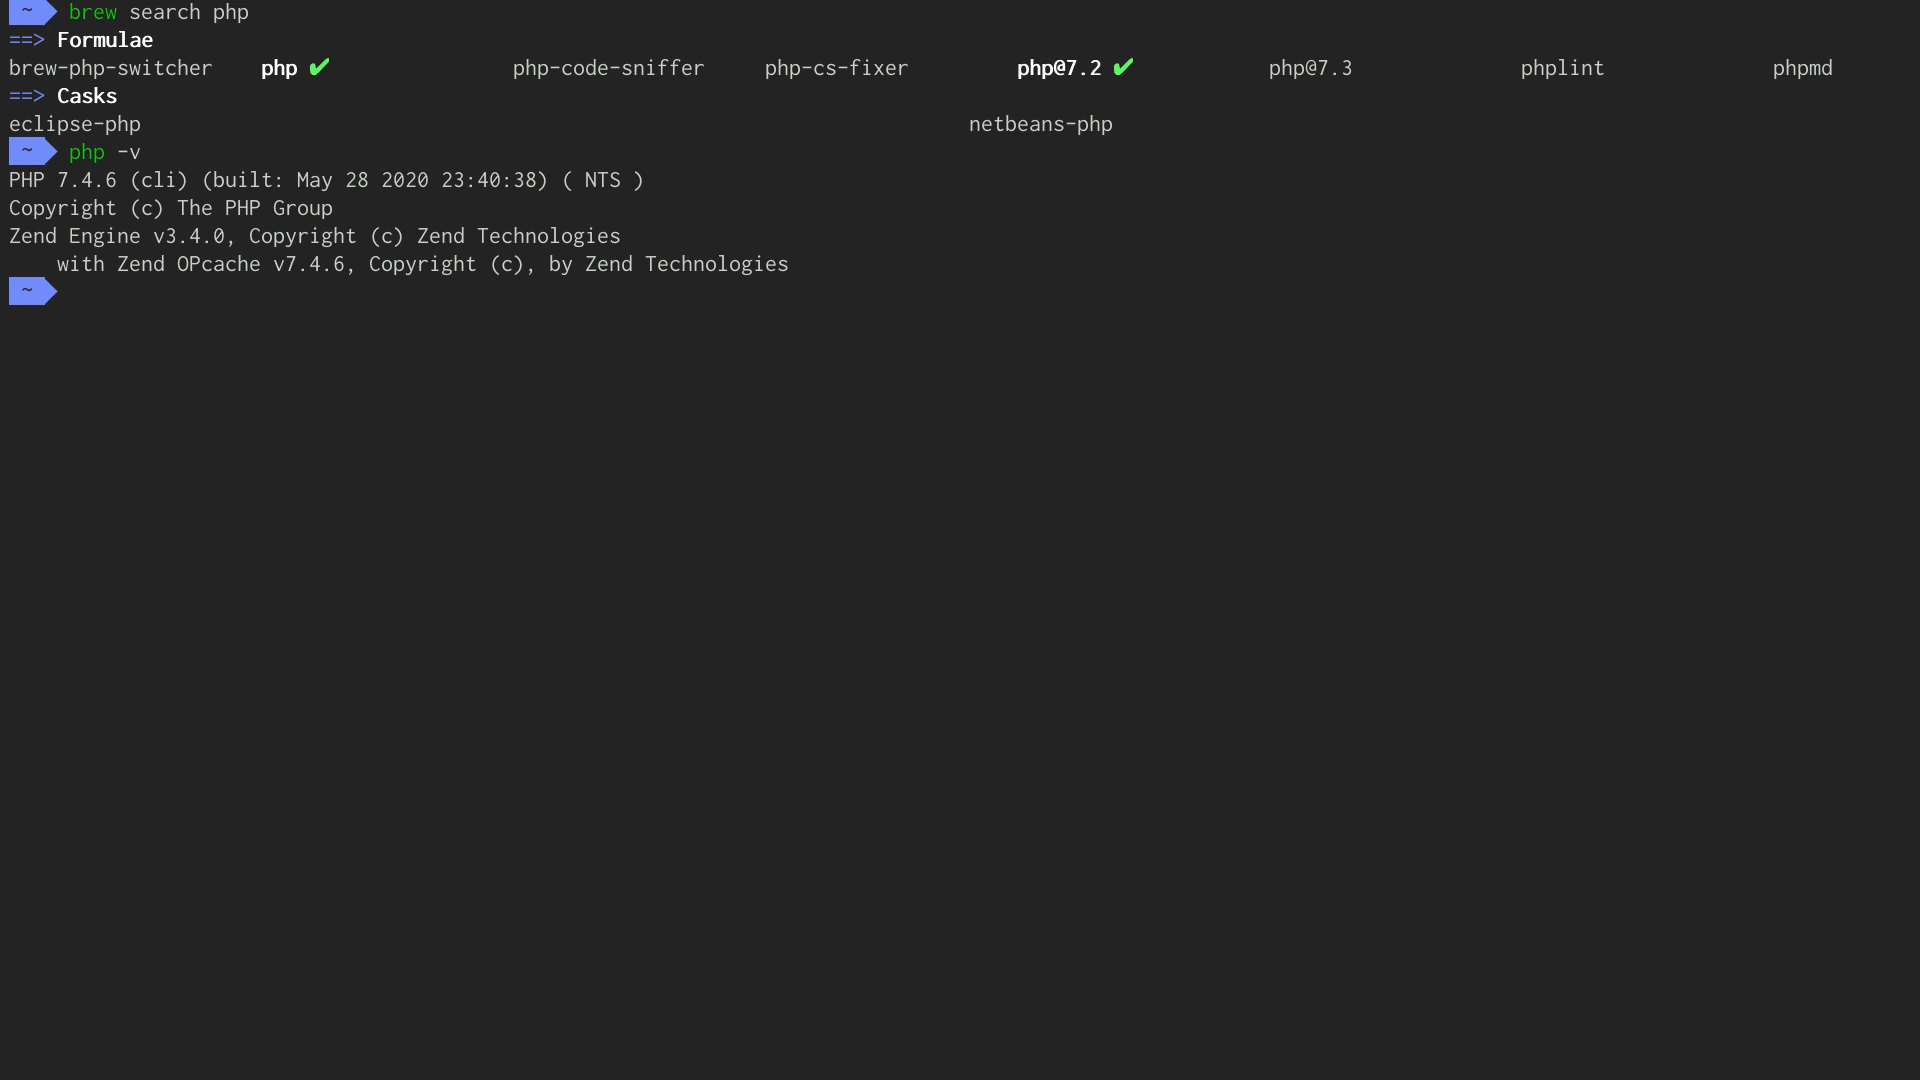 ~ brew search php
==> Formulae
brew-php-switcher php ✔ php-code-sniffer php-cs-fixer php@7.2 ✔ php@7.3 phplint phpmd
==> Casks
eclipse-php netbeans-php
~ php -v
PHP 7.4.6 (cli) (built: May 28 2020 23:40:38) ( NTS )
Copyright (c) The PHP Group
Zend Engine v3.4.0, Copyright (c) Zend Technologies
    with Zend OPcache v7.4.6, Copyright (c), by Zend Technologies
~